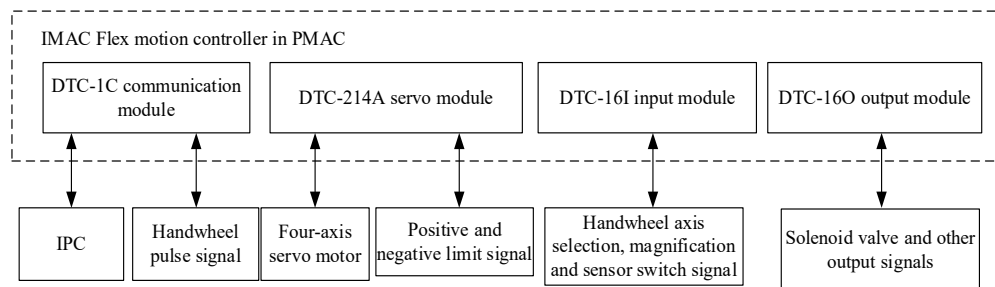 IMAC Flex motion controller in PMAC
DTC-1C communication
module
DTC-214A servo module
DTC-16I input module
DTC-16O output module
IPC
Handwheel
pulse signal
Four-axis
servo motor
Positive and
negative limit signal
Handwheel axis
selection, magnification
and sensor switch signal
Solenoid valve and other
output signals